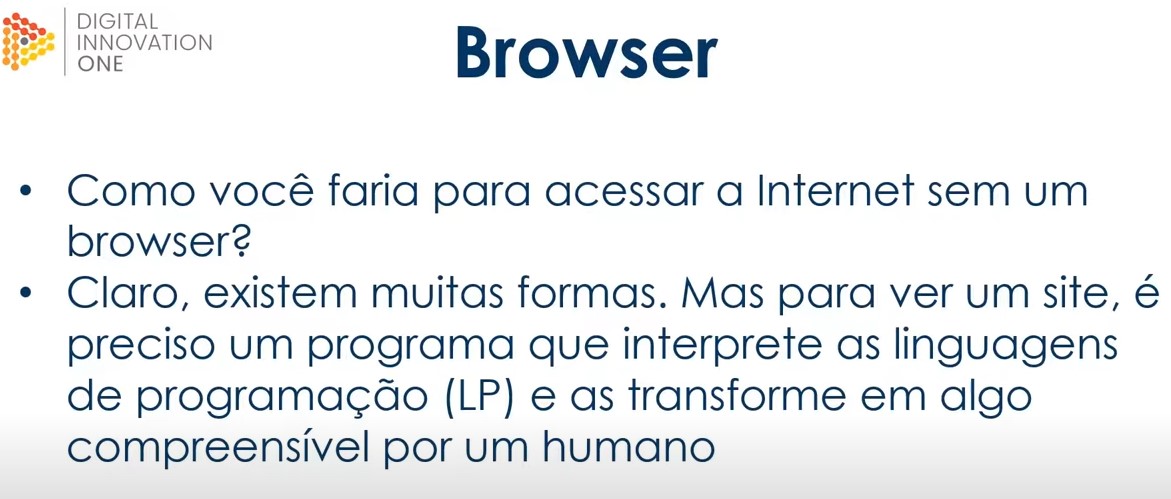 DIGITAL
INNOVATION
ONE
Browser
• Como você faria para acessar a Internet sem um
browser?
• Claro, existem muitas formas. Mas para ver um site, é
preciso um programa que interprete as linguagens
de programação (LP) e as transforme em algo
compreensível por um humano